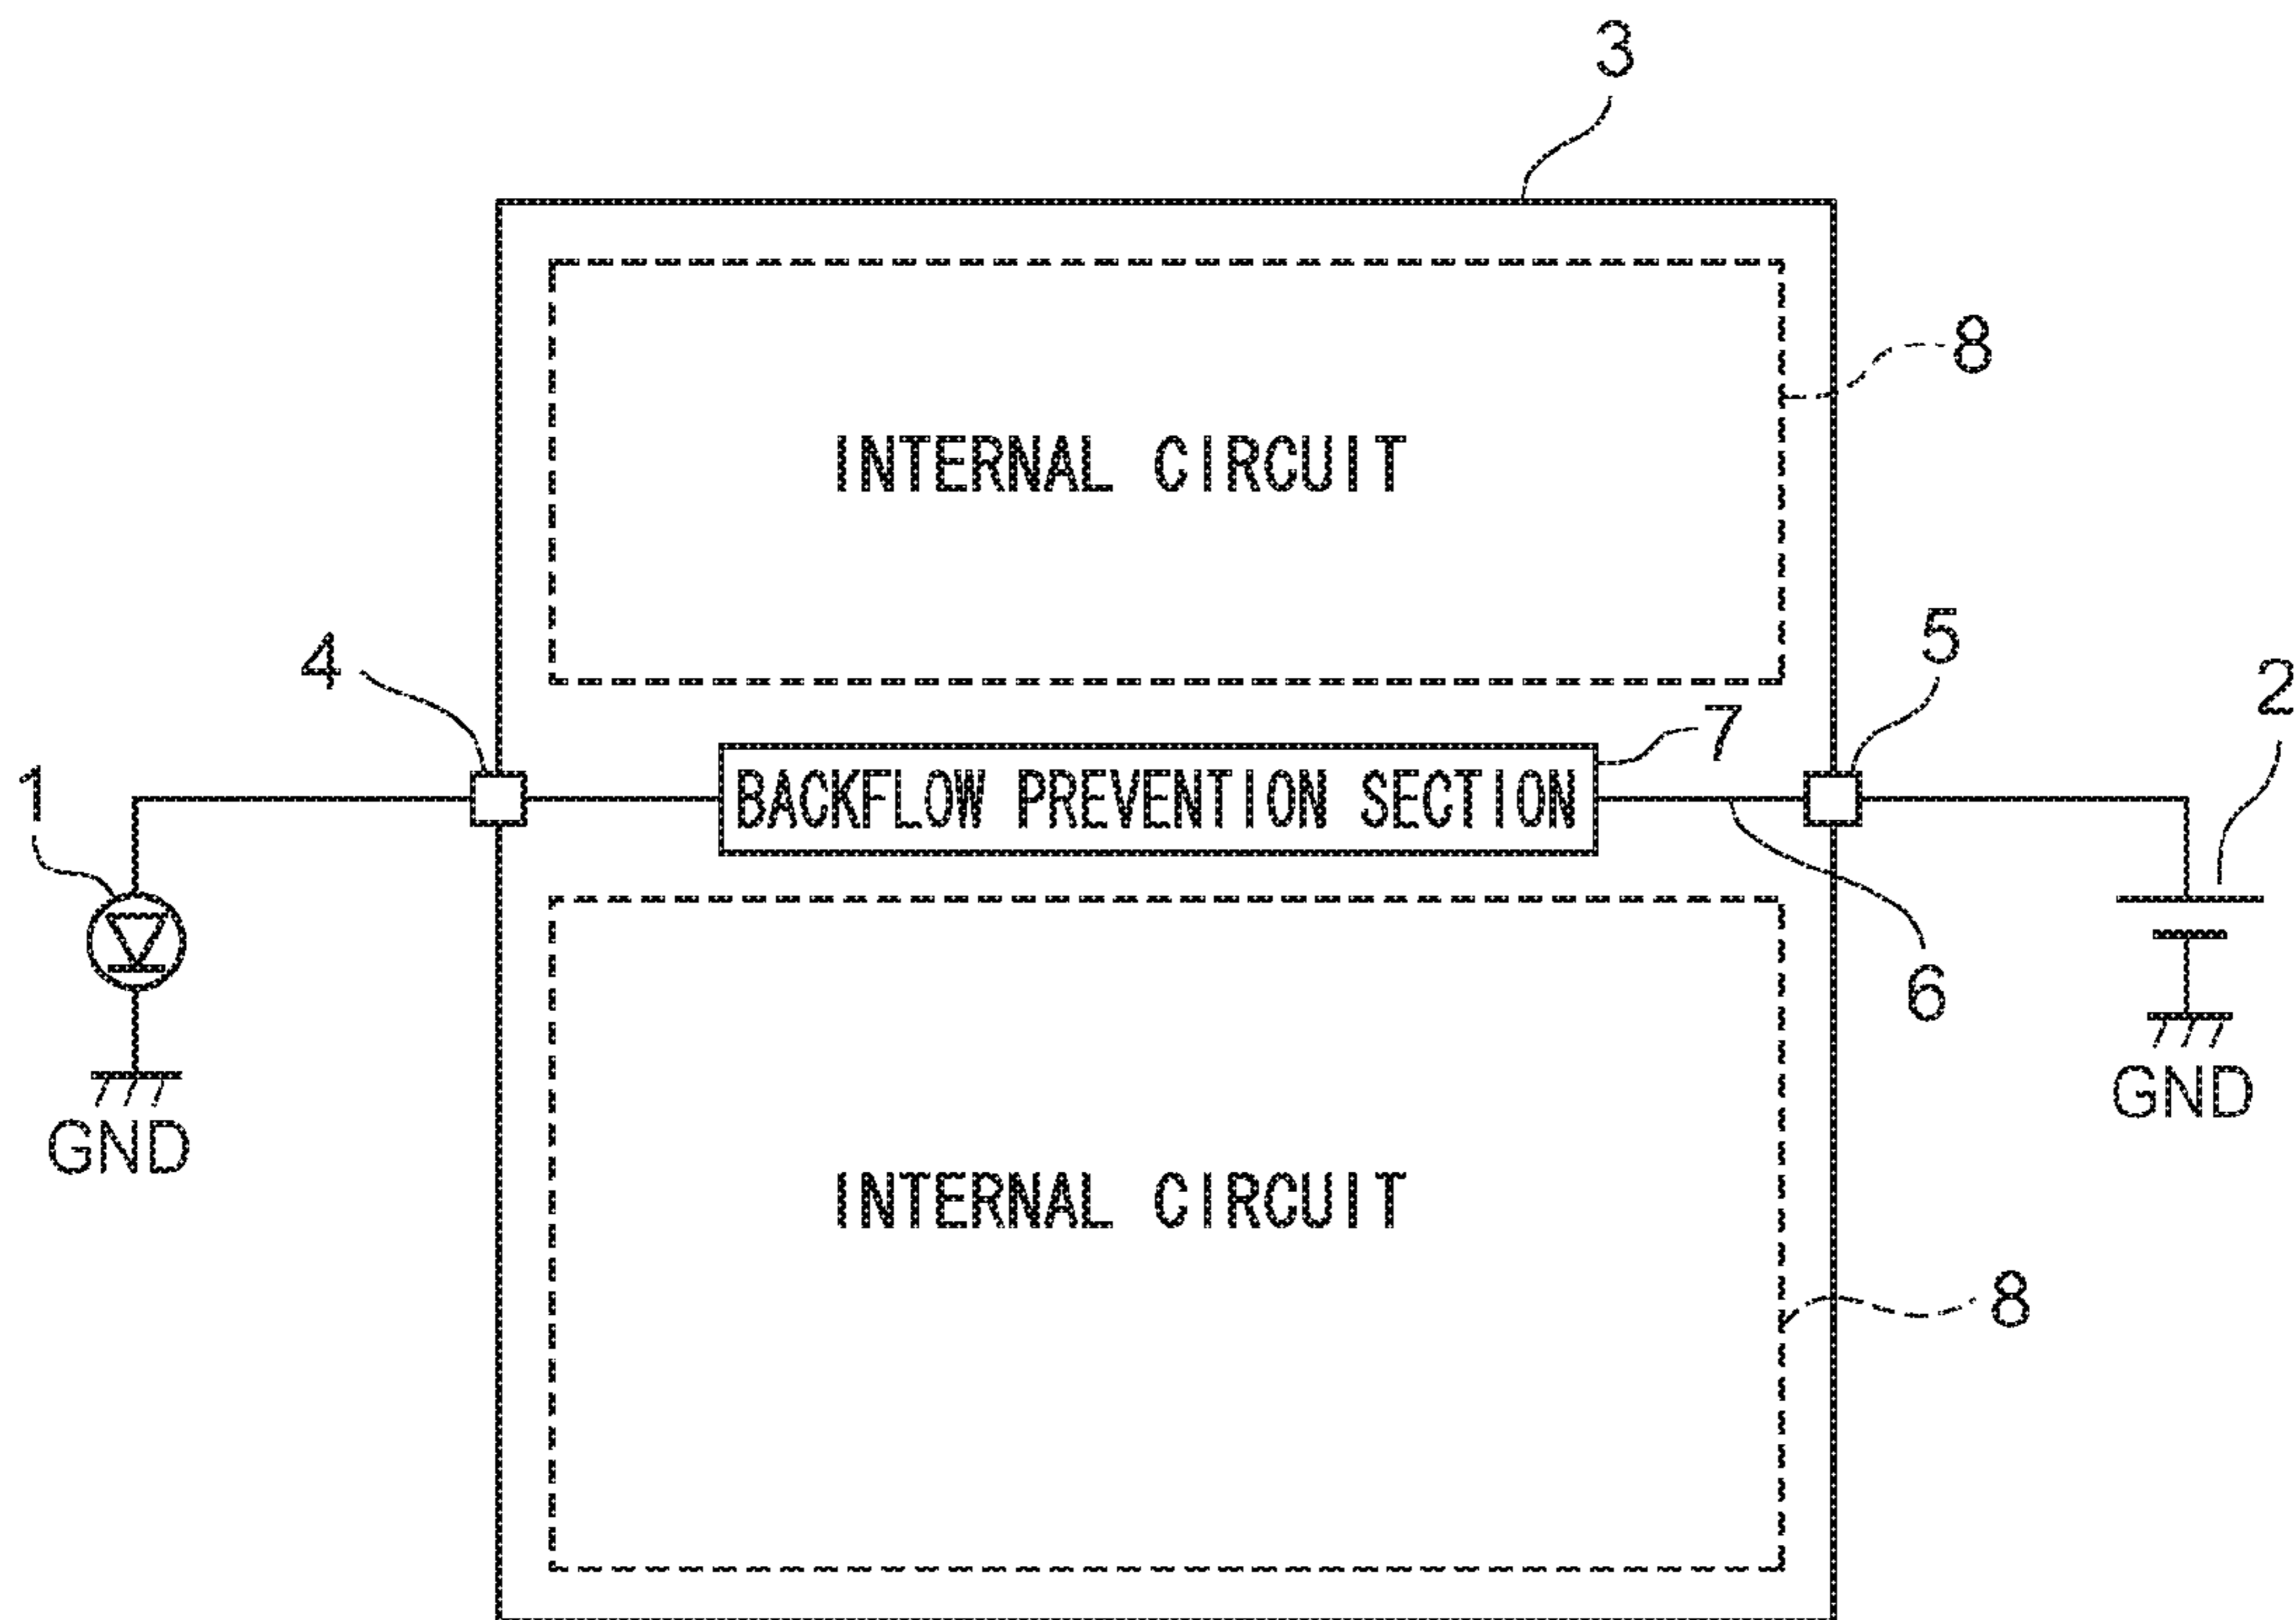 3
8
INTERNAL CIRCUIT
4
5
2
7
1
BACKFLOW PREVENTION SECTION
6
GND
GND
INTERNAL CIRCUIT
8